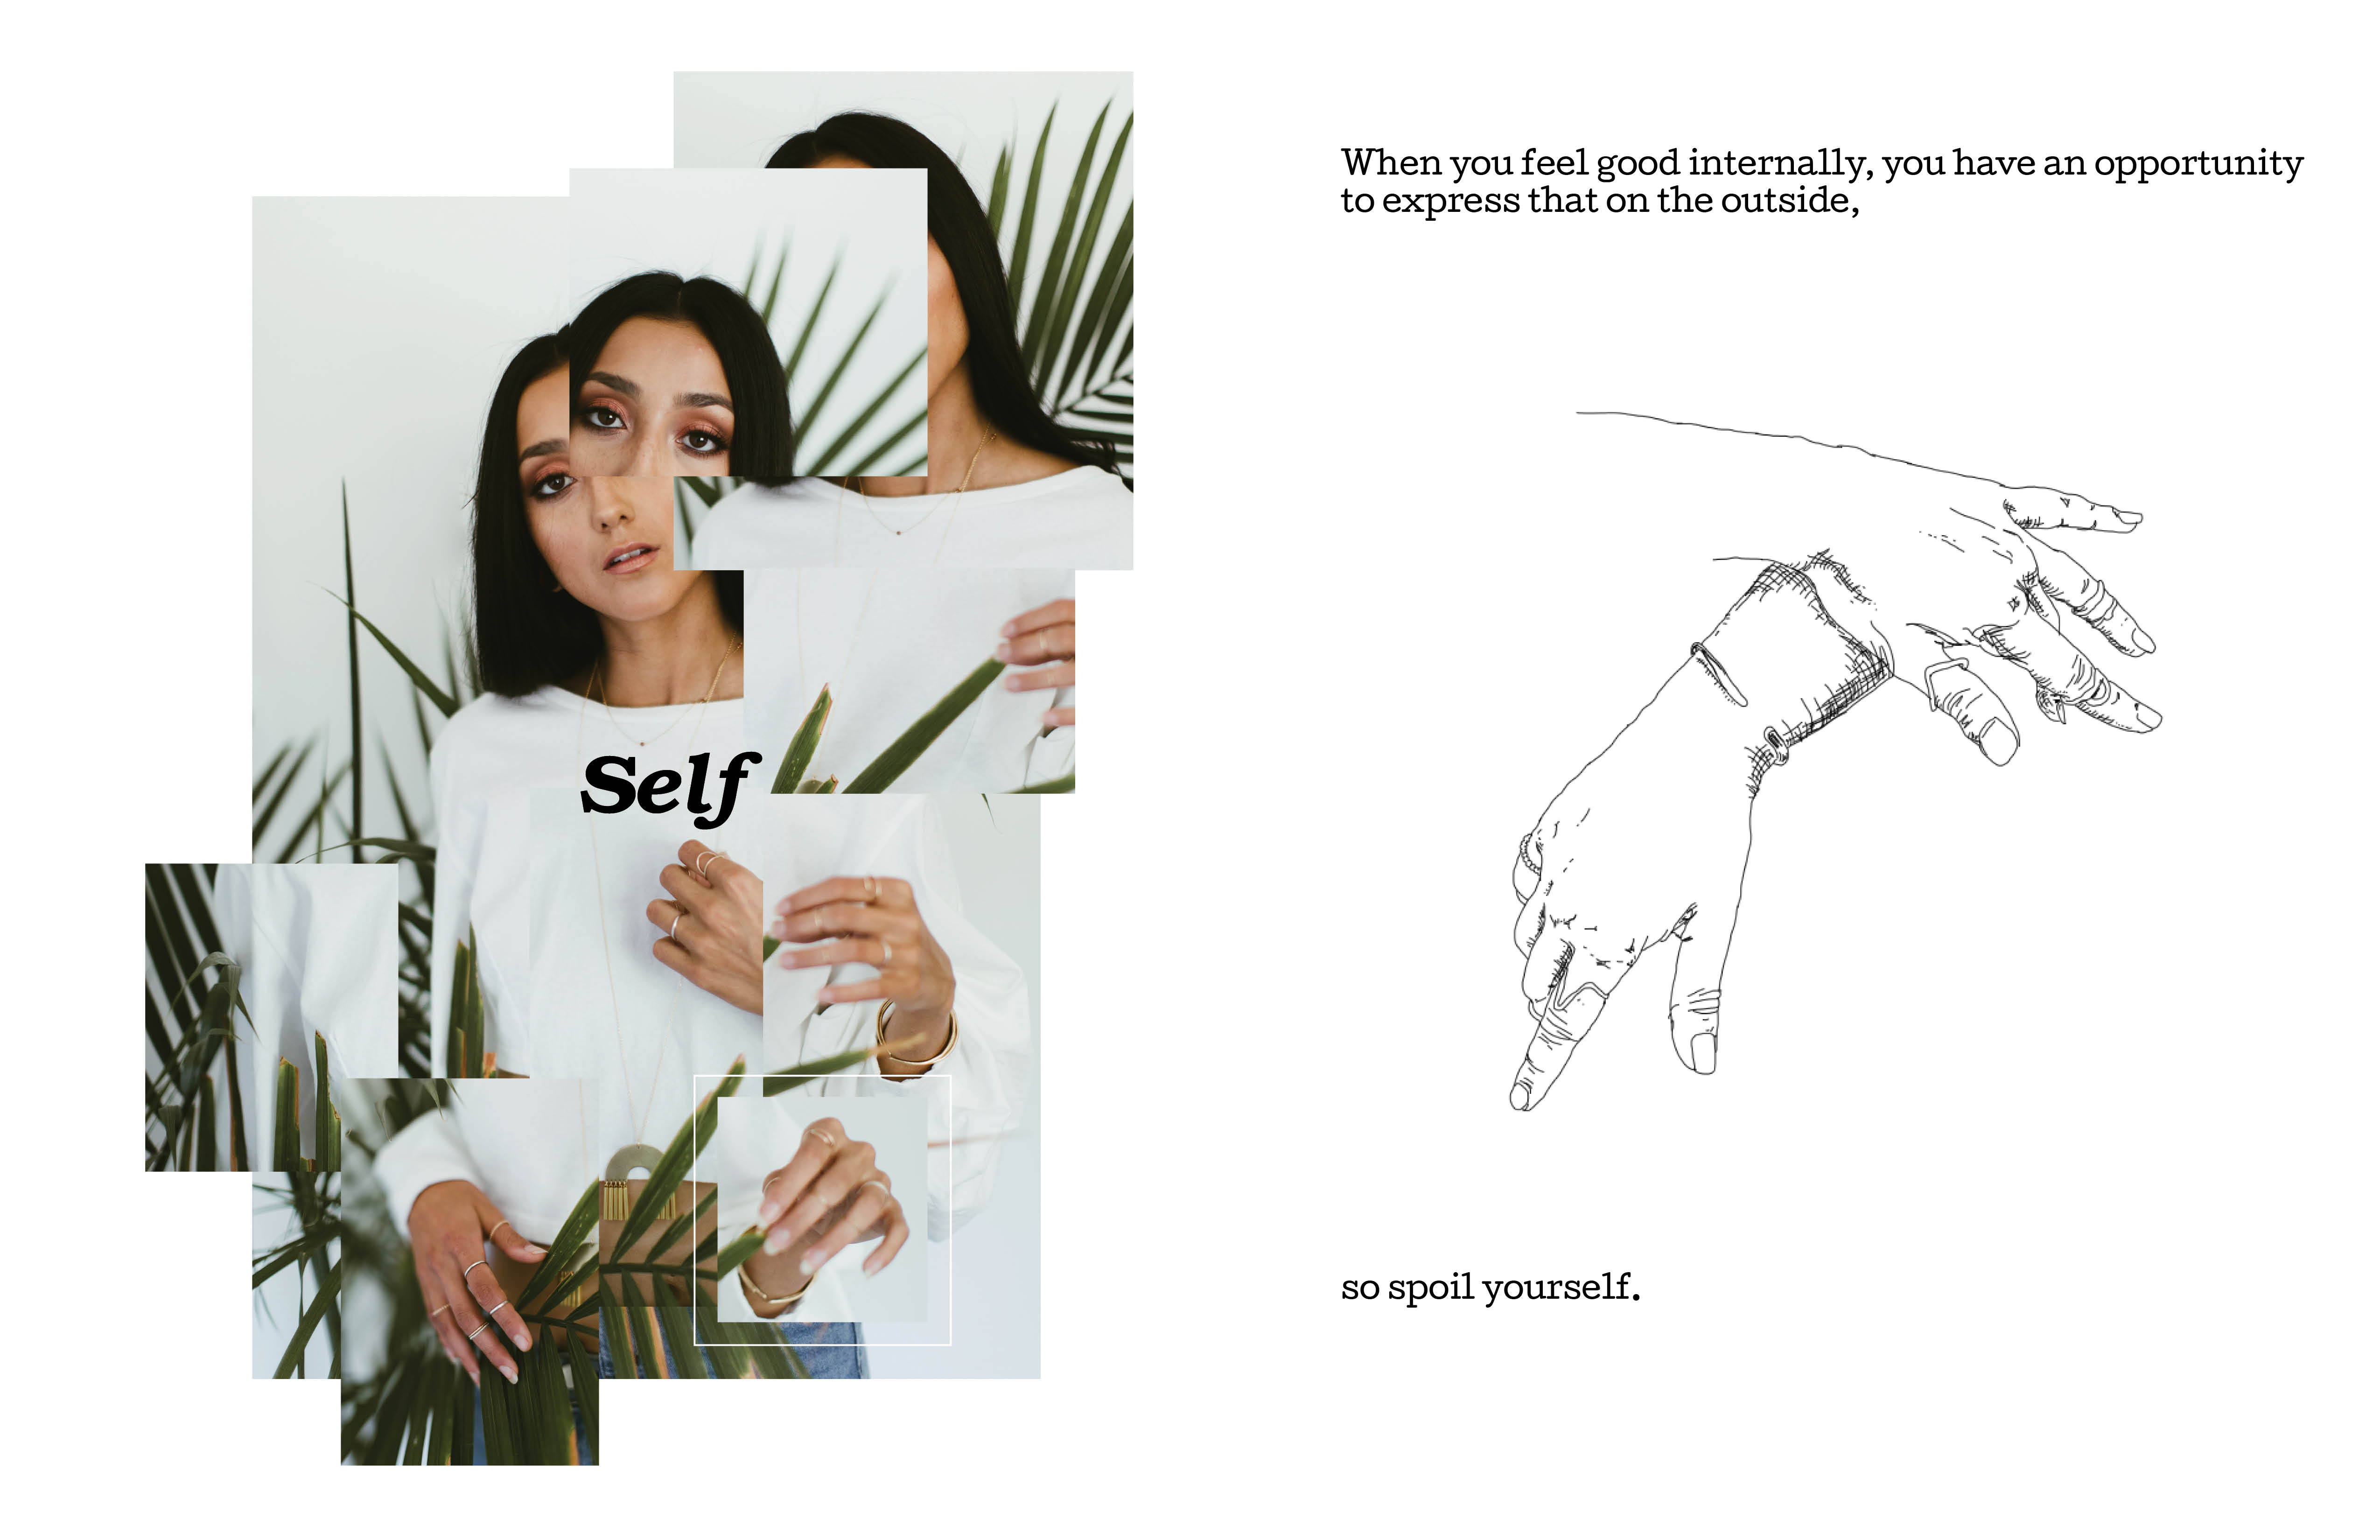 Self
When you feel good internally, you have an opportunity
to express that on the outside,
so spoil yourself.